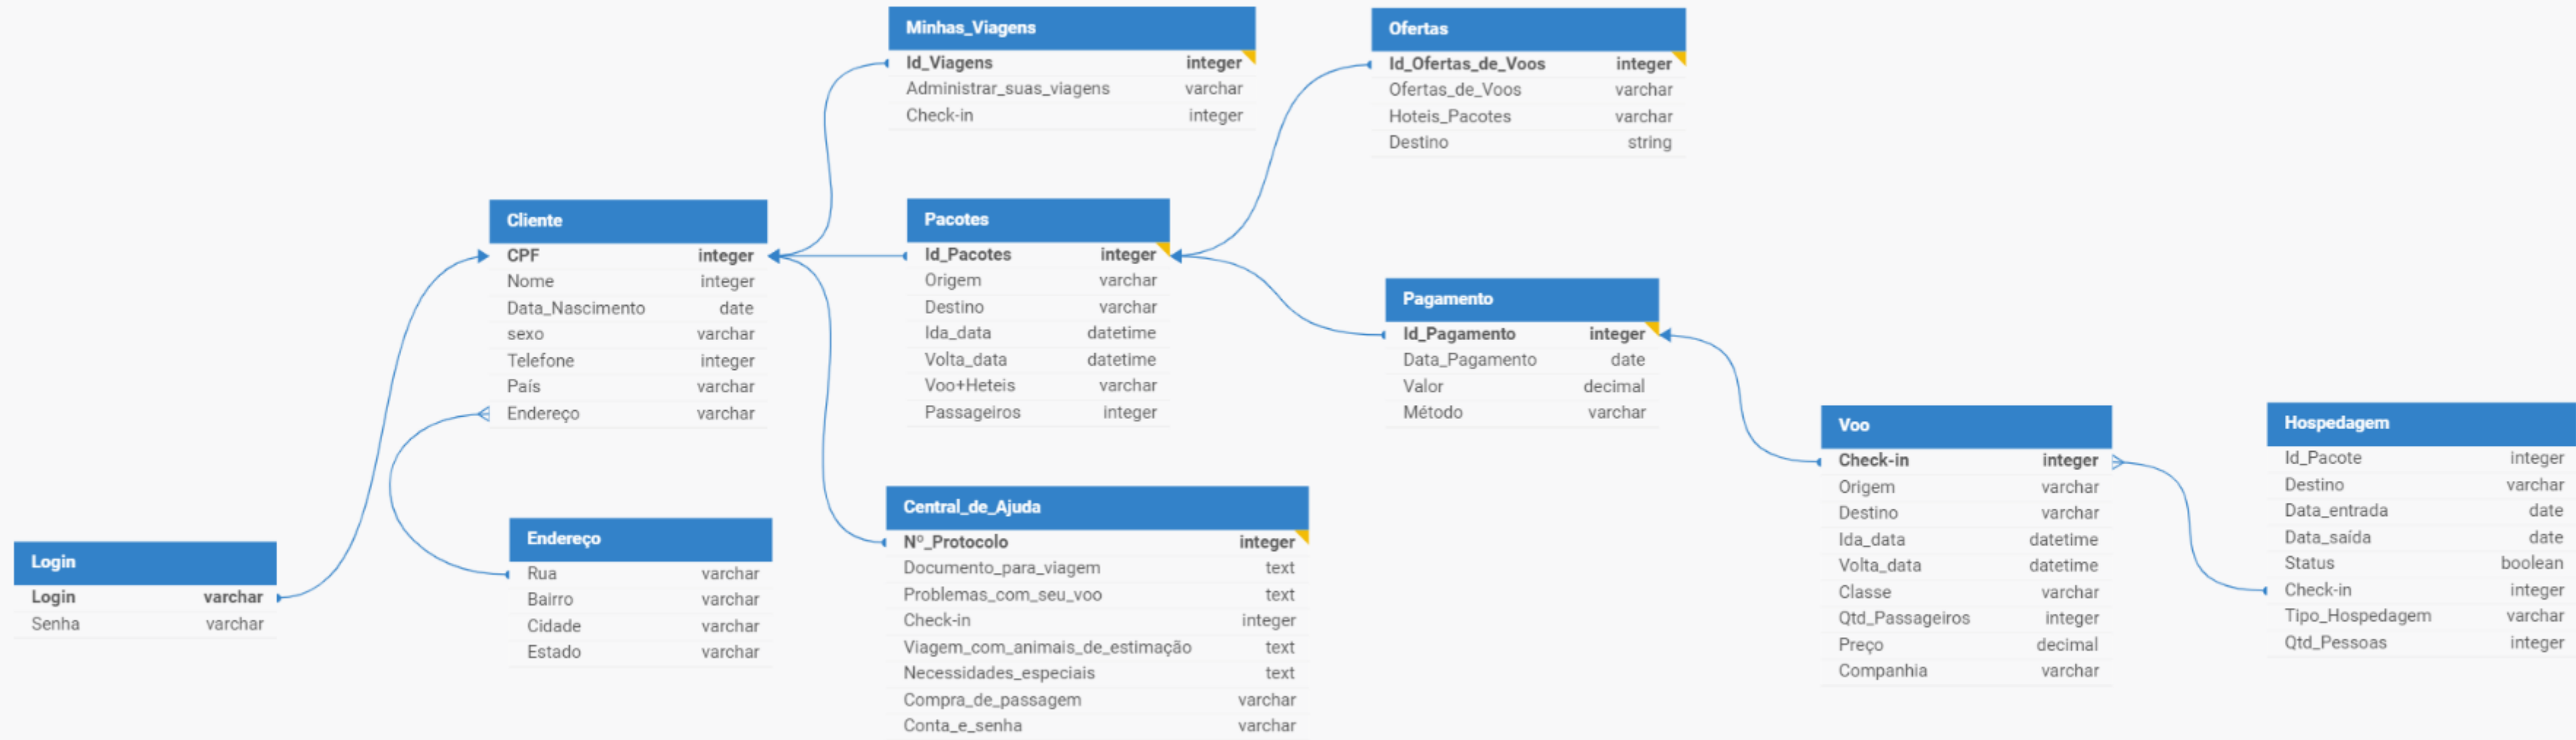 Minhas_Viagens
Id_Viagens integer
Administrar_suas_viagens varchar
Check-in integer
Ofertas
Id_Ofertas_de_Voos integer
Ofertas_de_Voos varchar
Hoteis_Pacotes varchar
Destino string
Cliente
CPF integer
Nome integer
Data_Nascimento date
sexo varchar
Telefone integer
País varchar
Endereço varchar
Pacotes
Id_Pacotes integer
Origem varchar
Destino varchar
Ida_data datetime
Volta_data datetime
Voo+Heteis varchar
Passageiros integer
Pagamento
Id_Pagamento integer
Data_Pagamento date
Valor decimal
Método varchar
Voo
Check-in integer
Origem varchar
Destino varchar
Ida_data datetime
Volta_data datetime
Classe varchar
Qtd_Passageiros integer
Preço decimal
Companhia varchar
Hospedagem
Id_Pacote integer
Destino varchar
Data_entrada date
Data_saída date
Status boolean
Check-in integer
Tipo_Hospedagem varchar
Qtd_Pessoas integer
Login
Login varchar
Senha varchar
Endereço
Rua varchar
Bairro varchar
Cidade varchar
Estado varchar
Central_de_Ajuda
Nº_Protocolo integer
Documento_para_viagem text
Problemas_com_seu_voo text
Check-in integer
Viagem_com_animais_de_estimação text
Necessidades_especiais text
Compra_de_passagem varchar
Conta_e_senha varchar